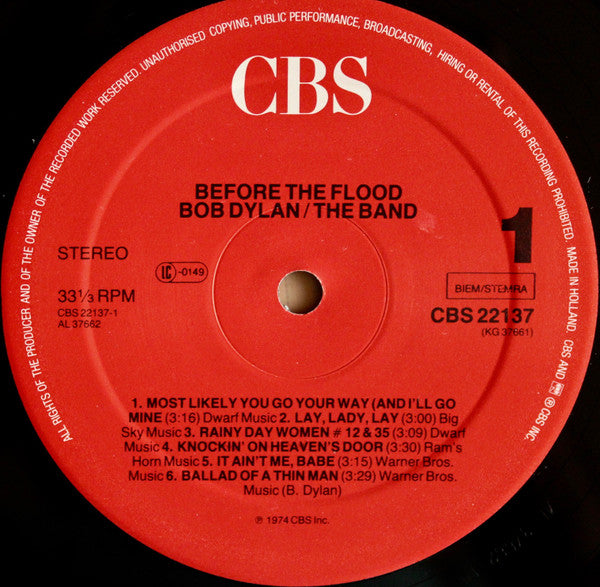 ALL RIGHTS OF THE PRODUCER AND OF THE OWNER OF THE RECORDED WORK RESERVED. UNAUTHORISED COPYING, PUBLIC PERFORMANCE, BROADCASTING, HIRING OR RENTAL OF THIS RECORDING PROHIBITED. MADE IN HOLLAND. CBS AND ℗ CBS INC.
CBS
BEFORE THE FLOOD
BOB DYLAN / THE BAND
1
STEREO
IC -0149
33⅓ RPM
CBS 22137-1
AL 37662
BIEM/STEMRA
CBS 22137
(KG 37661)
1. MOST LIKELY YOU GO YOUR WAY (AND I'LL GO
MINE (3:16) Dwarf Music 2. LAY, LADY, LAY (3:00) Big
Sky Music 3. RAINY DAY WOMEN # 12 & 35 (3:09) Dwarf
Music 4. KNOCKIN' ON HEAVEN'S DOOR (3:30) Ram's
Horn Music 5. IT AIN'T ME, BABE (3:15) Warner Bros.
Music 6. BALLAD OF A THIN MAN (3:29) Warner Bros.
Music (B. Dylan)
℗ 1974 CBS Inc.